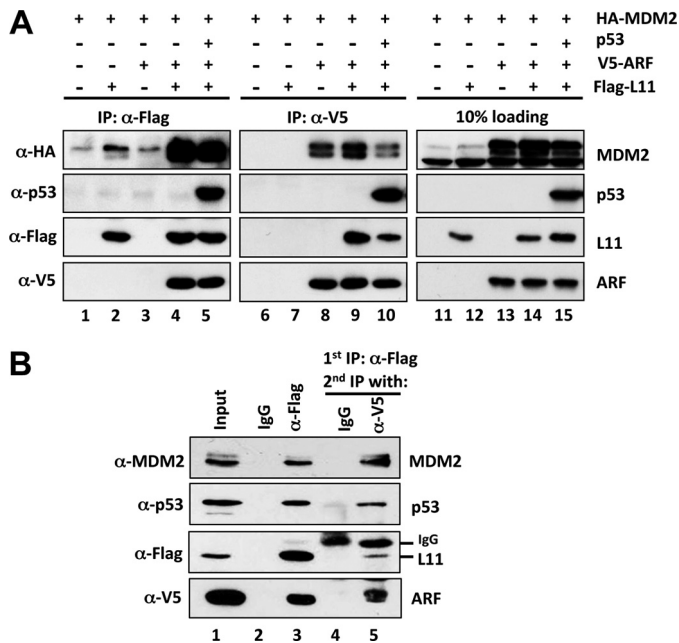 A
+ + + + + + + + + + + + + + + HA-MDM2
- - - - + - - - - + - - - - + p53
- - + + + - - + + + - - + + + V5-ARF
- + - + + - + - + + - + - + + Flag-L11
IP: α-Flag IP: α-V5 10% loading
α-HA MDM2
α-p53 p53
α-Flag L11
α-V5 ARF
1 2 3 4 5 6 7 8 9 10 11 12 13 14 15
B
1st IP: α-Flag
2nd IP with:
Input IgG α-Flag IgG α-V5
α-MDM2 MDM2
α-p53 p53
IgG
α-Flag L11
α-V5 ARF
1 2 3 4 5